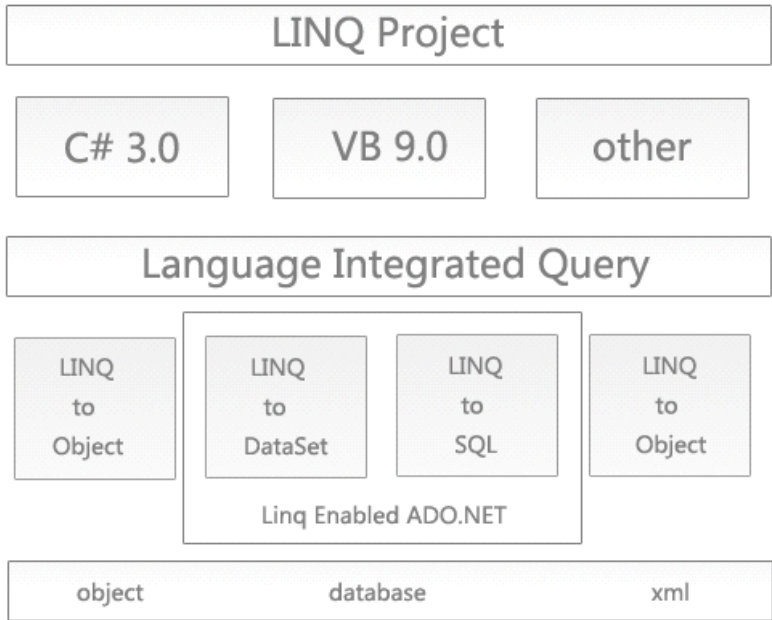 LINQ Project
C# 3.0
VB 9.0
other
Language Integrated Query
LINQ
to
Object
LINQ
to
DataSet
LINQ
to
SQL
LINQ
to
Object
Linq Enabled ADO.NET
object
database
xml